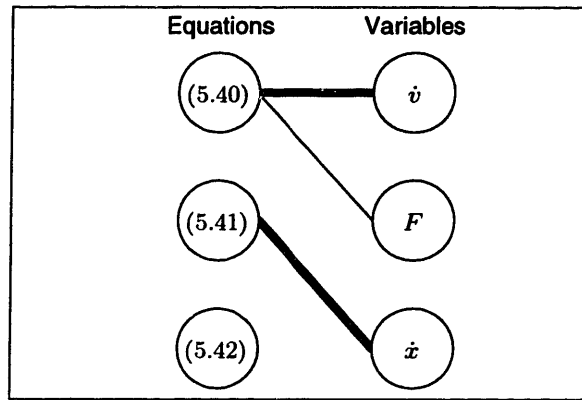 Equations Variables
(5.40) v̇
(5.41) F
(5.42) ẋ